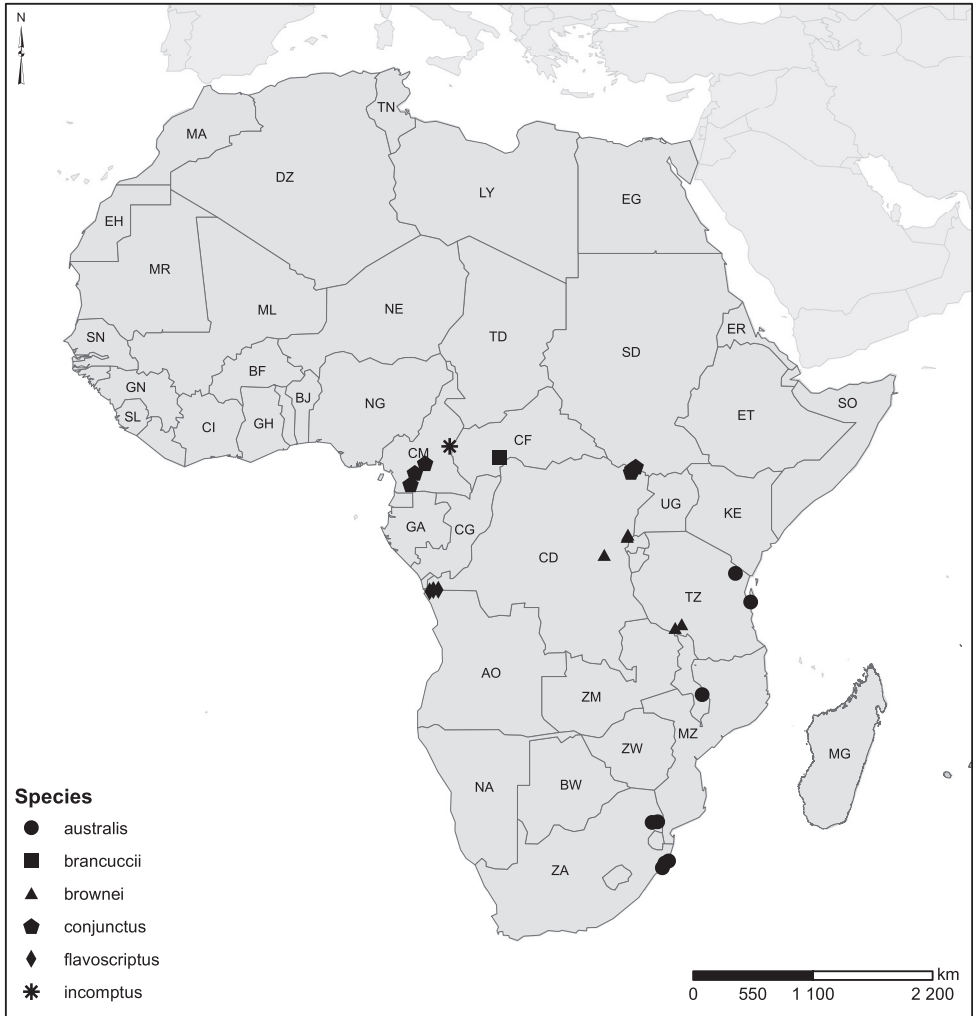 N
TN
MA
DZ
LY
EG
EH
MR
ML
NE
TD
SD
ER
SN
BF
GN
BJ
NG
SL
CI
GH
ET
SO
CM
CF
UG
KE
GA
CG
CD
TZ
AO
ZM
MZ
ZW
MG
NA
BW
ZA
Species
australis
brancuccii
brownei
conjunctus
flavoscriptus
incomptus
km
0 550 1 100 2 200